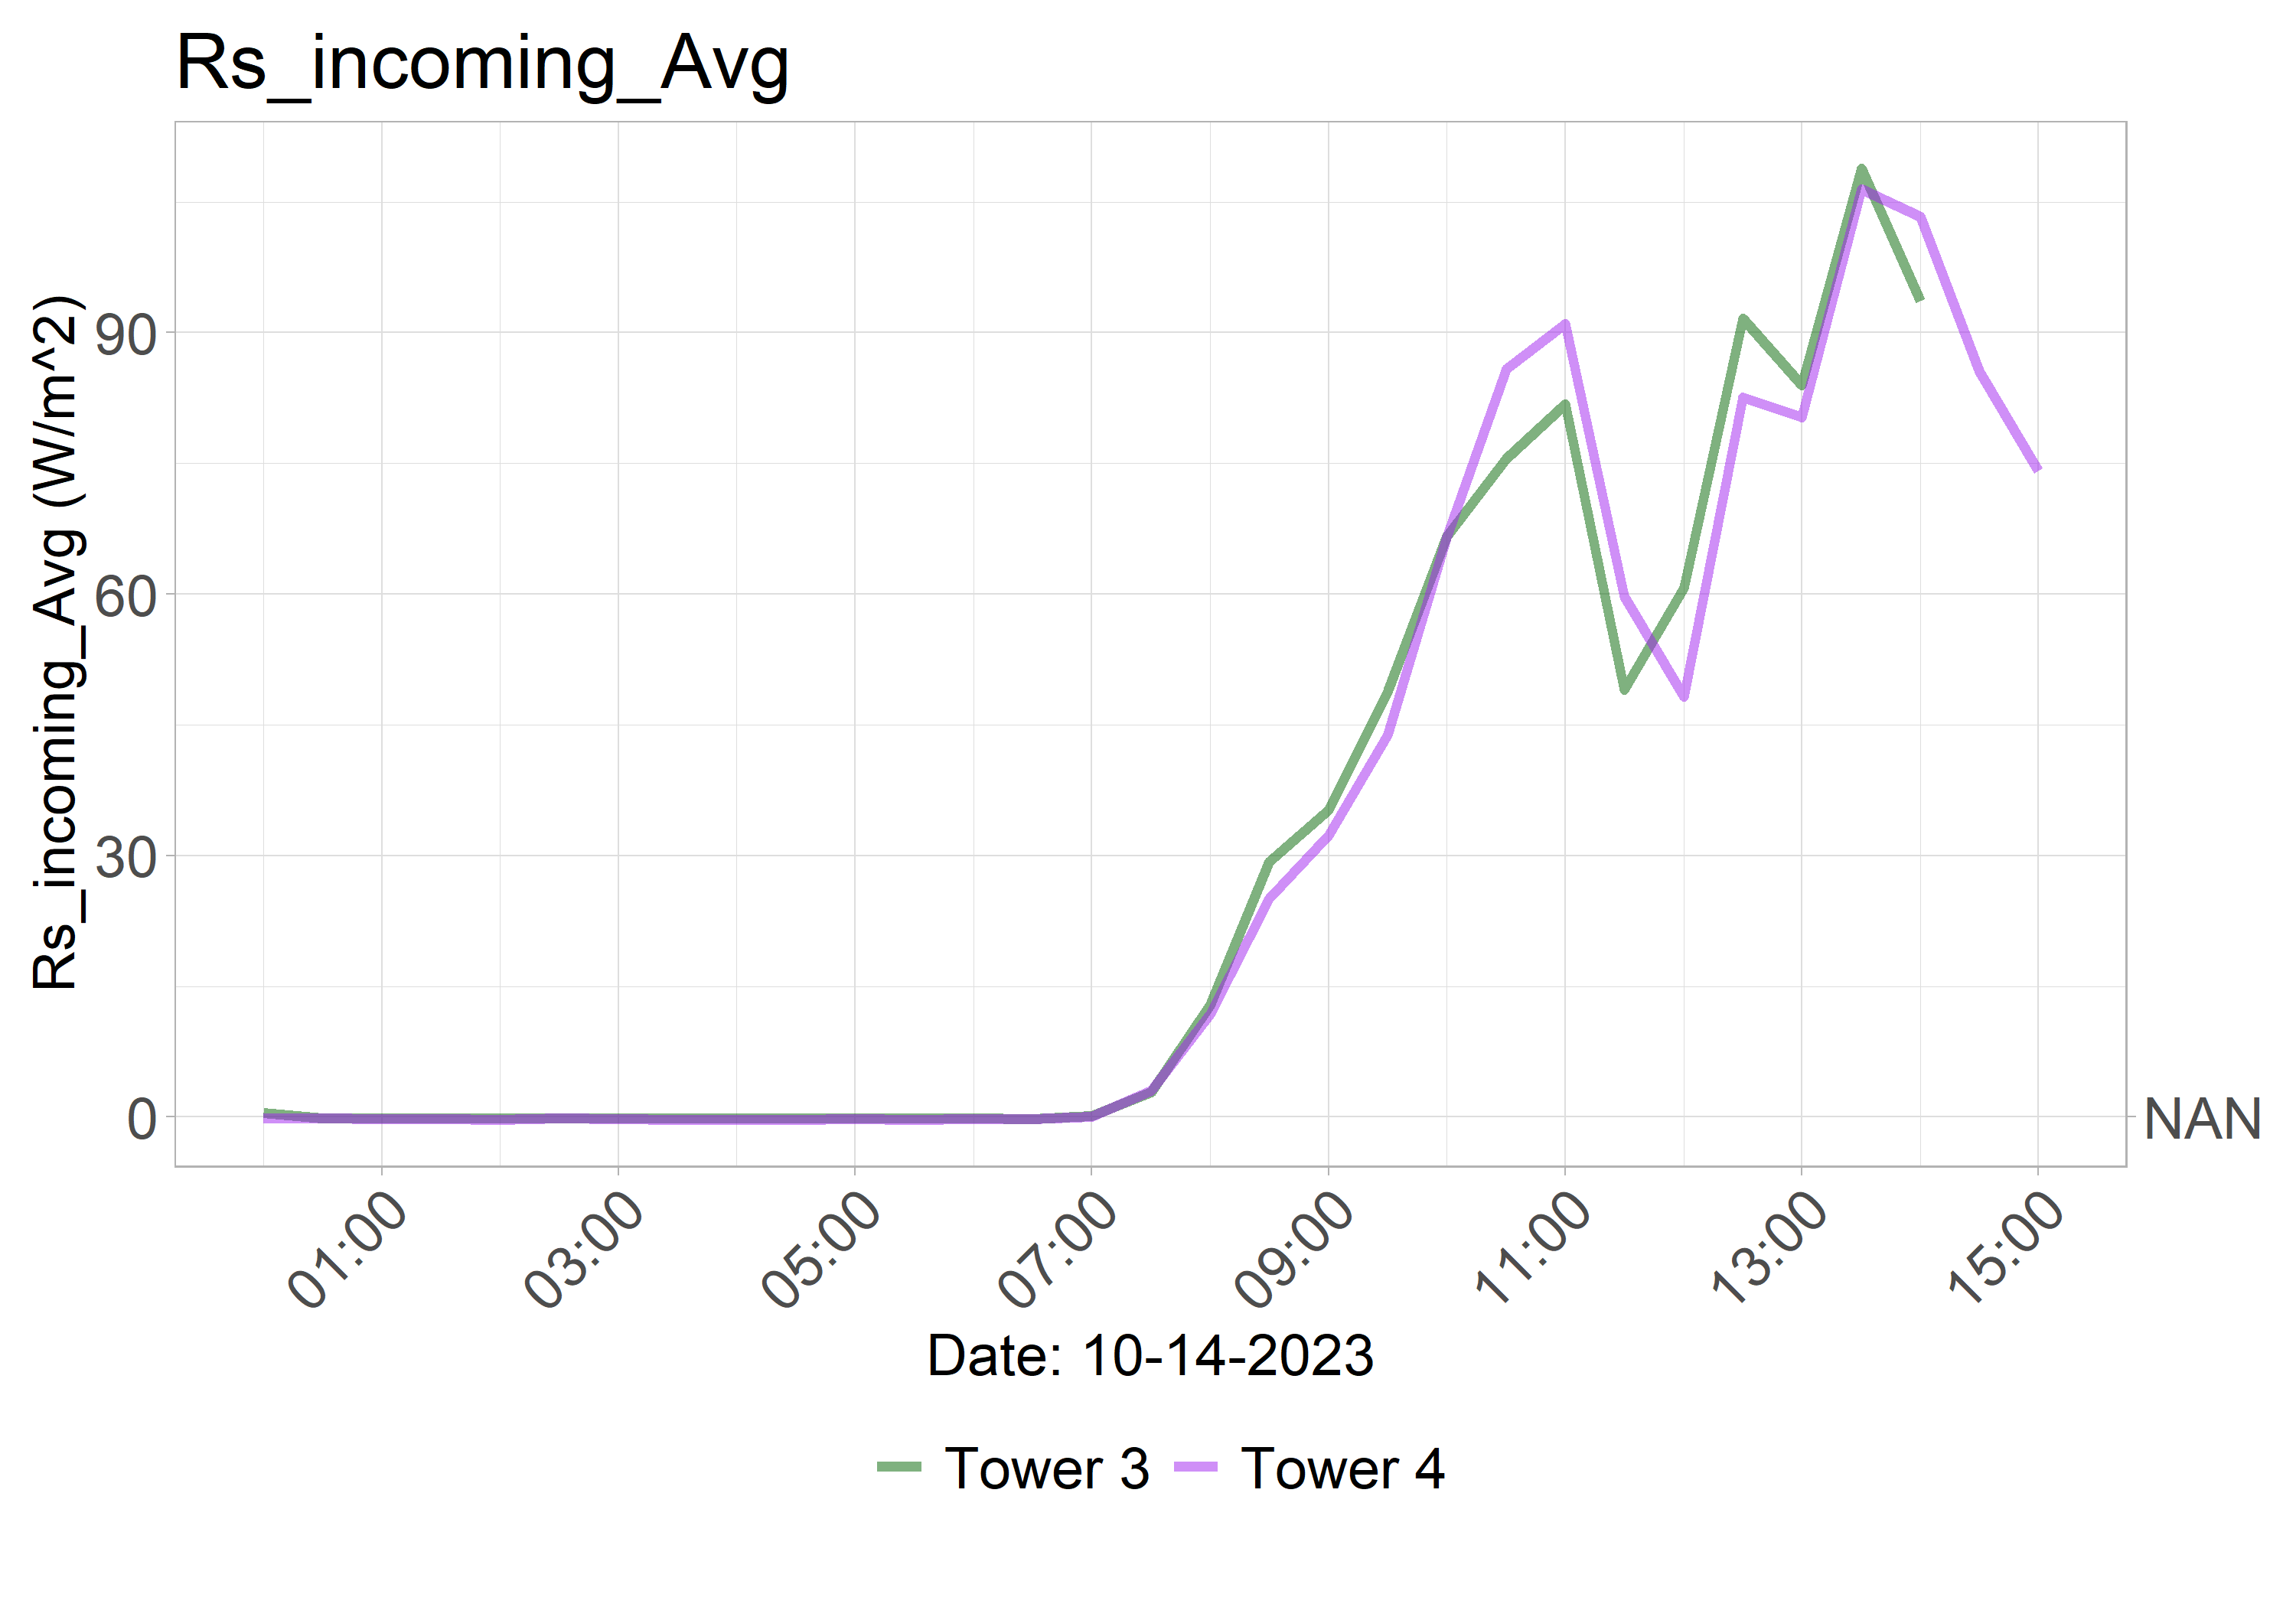 Rs_incoming_Avg
Rs_incoming_Avg (W/m^2)
90
60
30
0
NAN
01:00 03:00 05:00 07:00 09:00 11:00 13:00 15:00
Date: 10-14-2023
Tower 3 Tower 4